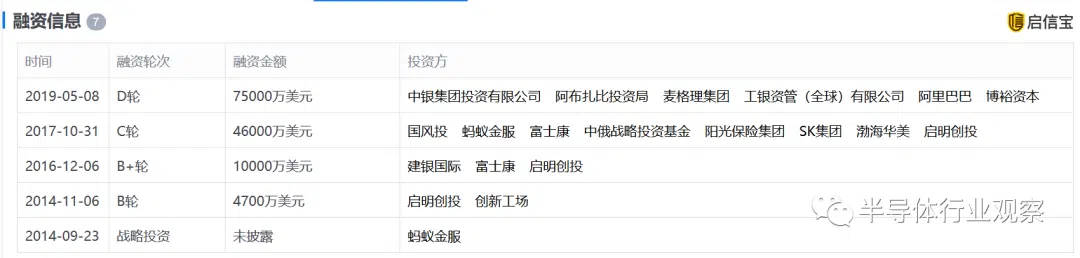 融资信息 7 启信宝
时间 融资轮次 融资金额 投资方
2019-05-08 D轮 75000万美元 中银集团投资有限公司 阿布扎比投资局 麦格理集团 工银资管（全球）有限公司 阿里巴巴 博裕资本
2017-10-31 C轮 46000万美元 国风投 蚂蚁金服 富士康 中俄战略投资基金 阳光保险集团 SK集团 渤海华美 启明创投
2016-12-06 B+轮 10000万美元 建银国际 富士康 启明创投
2014-11-06 B轮 4700万美元 启明创投 创新工场
半导体行业观察
2014-09-23 战略投资 未披露 蚂蚁金服